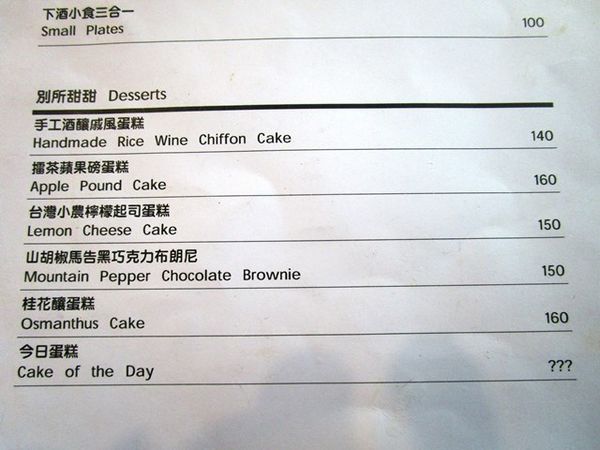 下酒小食三合一
Small Plates 100
別所甜甜 Desserts
手工酒釀戚風蛋糕
Handmade Rice Wine Chiffon Cake 140
擂茶蘋果磅蛋糕
Apple Pound Cake 160
台灣小農檸檬起司蛋糕
Lemon Cheese Cake 150
山胡椒馬告黑巧克力布朗尼
Mountain Pepper Chocolate Brownie 150
桂花釀蛋糕
Osmanthus Cake 160
今日蛋糕
Cake of the Day ???